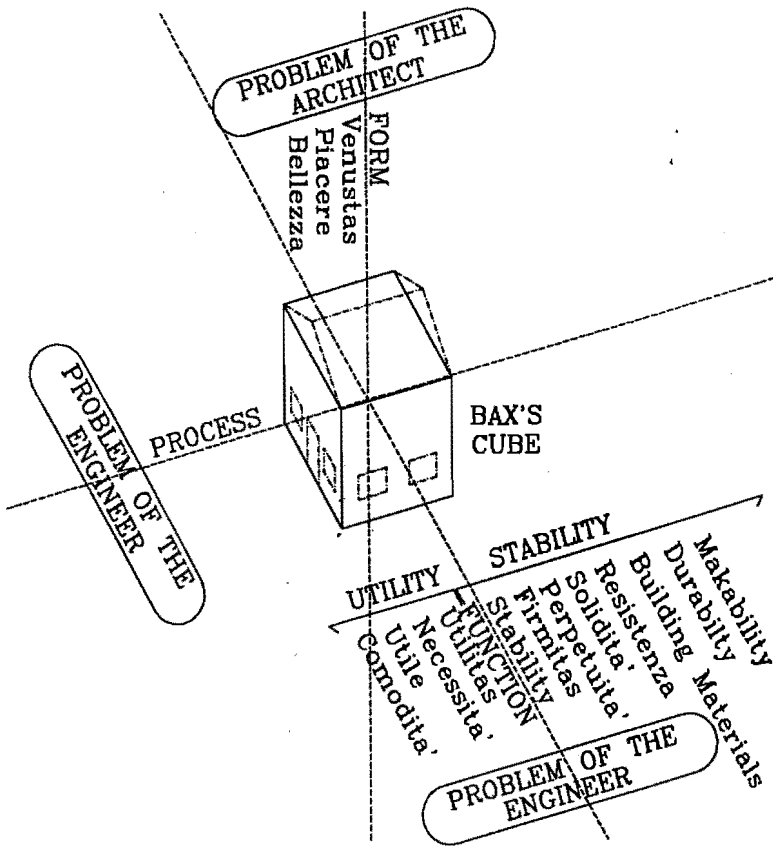 PROBLEM OF THE
ARCHITECT
FORM
Venustas
Piacere
Bellezza
PROBLEM OF THE
ENGINEER
PROCESS
BAX'S
CUBE
UTILITY
STABILITY
Makability
Durabilty
Building Materials
Resistenza
Solidita'
Perpetuita'
Firmitas
Stability
FUNCTION
Utilitas
Necessita'
Utile
Comodita'
PROBLEM OF THE
ENGINEER